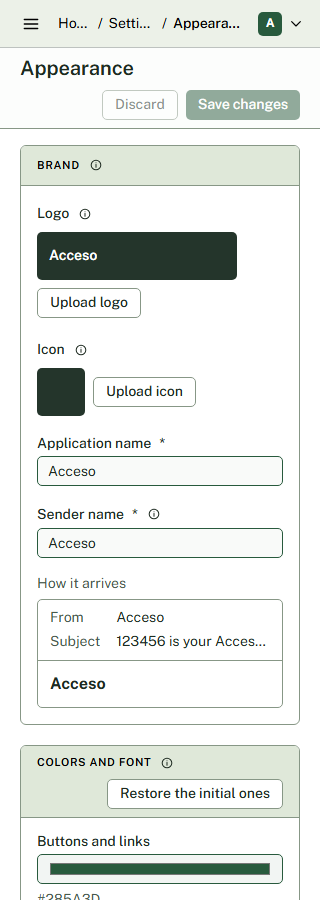 Ho... / Setti... / Appeara... A
Appearance
Discard Save changes
BRAND
Logo
Acceso
Upload logo
Icon
Upload icon
Application name *
Acceso
Sender name *
Acceso
How it arrives
From Acceso
Subject 123456 is your Acces...
Acceso
COLORS AND FONT
Restore the initial ones
Buttons and links
#285A3D